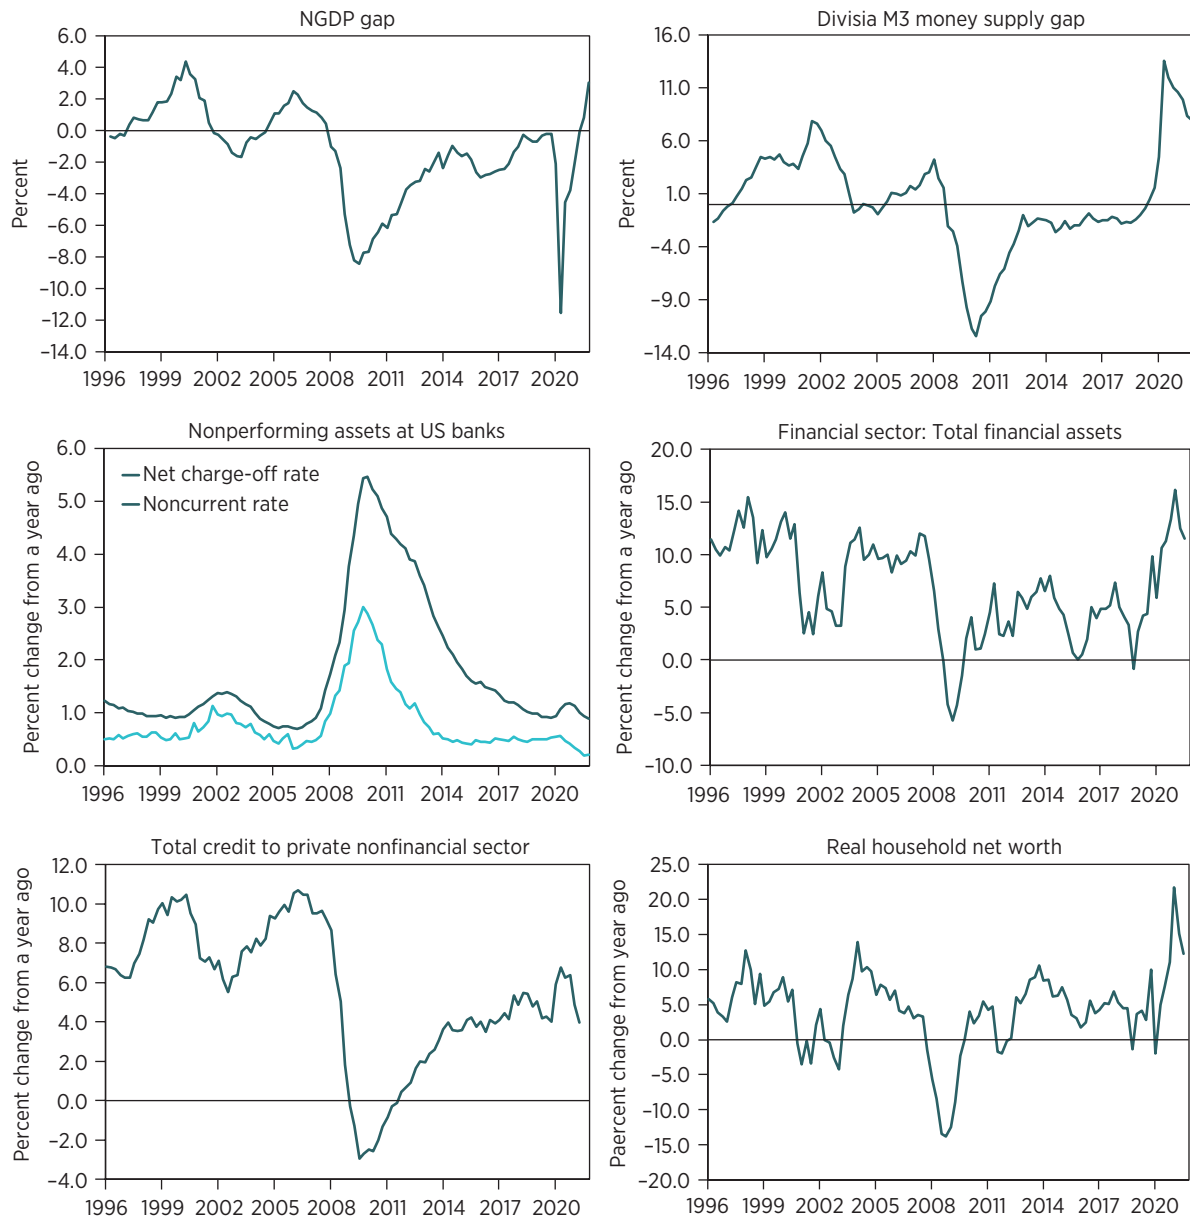 NGDP gap
Percent
6.0
4.0
2.0
0.0
−2.0
−4.0
−6.0
−8.0
−10.0
−12.0
−14.0
1996 1999 2002 2005 2008 2011 2014 2017 2020
Divisia M3 money supply gap
Percent
16.0
11.0
6.0
1.0
−4.0
−9.0
−14.0
1996 1999 2002 2005 2008 2011 2014 2017 2020
Nonperforming assets at US banks
Percent change from a year ago
6.0
5.0
4.0
3.0
2.0
1.0
0.0
Net charge-off rate
Noncurrent rate
1996 1999 2002 2005 2008 2011 2014 2017 2020
Financial sector: Total financial assets
Percent change from a year ago
20.0
15.0
10.0
5.0
0.0
−5.0
−10.0
1996 1999 2002 2005 2008 2011 2014 2017 2020
Total credit to private nonfinancial sector
Percent change from a year ago
12.0
10.0
8.0
6.0
4.0
2.0
0.0
−2.0
−4.0
1996 1999 2002 2005 2008 2011 2014 2017 2020
Real household net worth
Paercent change from year ago
25.0
20.0
15.0
10.0
5.0
0.0
−5.0
−10.0
−15.0
−20.0
1996 1999 2002 2005 2008 2011 2014 2017 2020